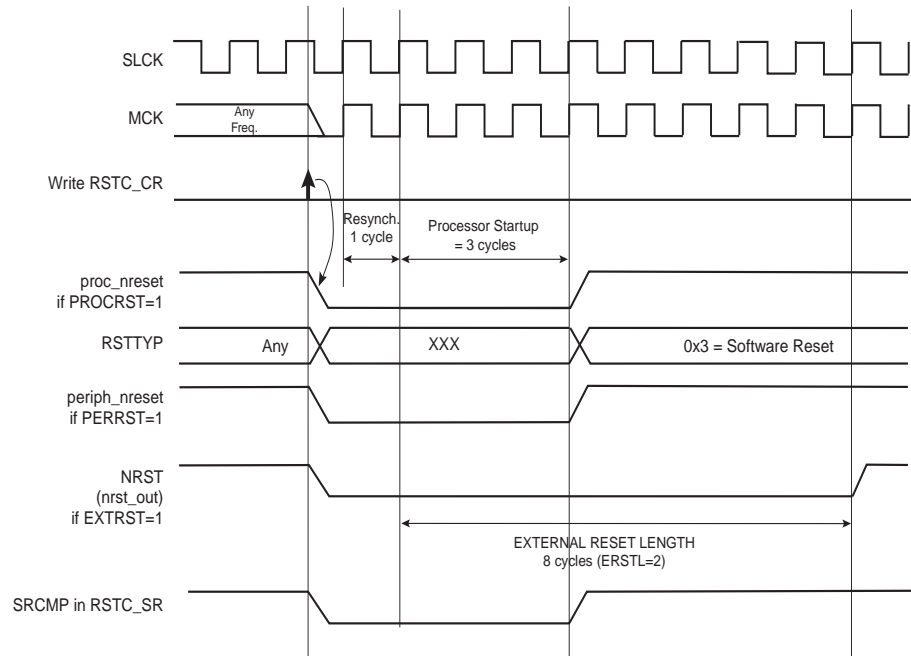 SLCK
MCK
Any
Freq.
Write RSTC_CR
Resynch.
1 cycle
Processor Startup
= 3 cycles
proc_nreset
if PROCRST=1
RSTTYP
Any
XXX
0x3 = Software Reset
periph_nreset
if PERRST=1
NRST
(nrst_out)
if EXTRST=1
EXTERNAL RESET LENGTH
8 cycles (ERSTL=2)
SRCMP in RSTC_SR